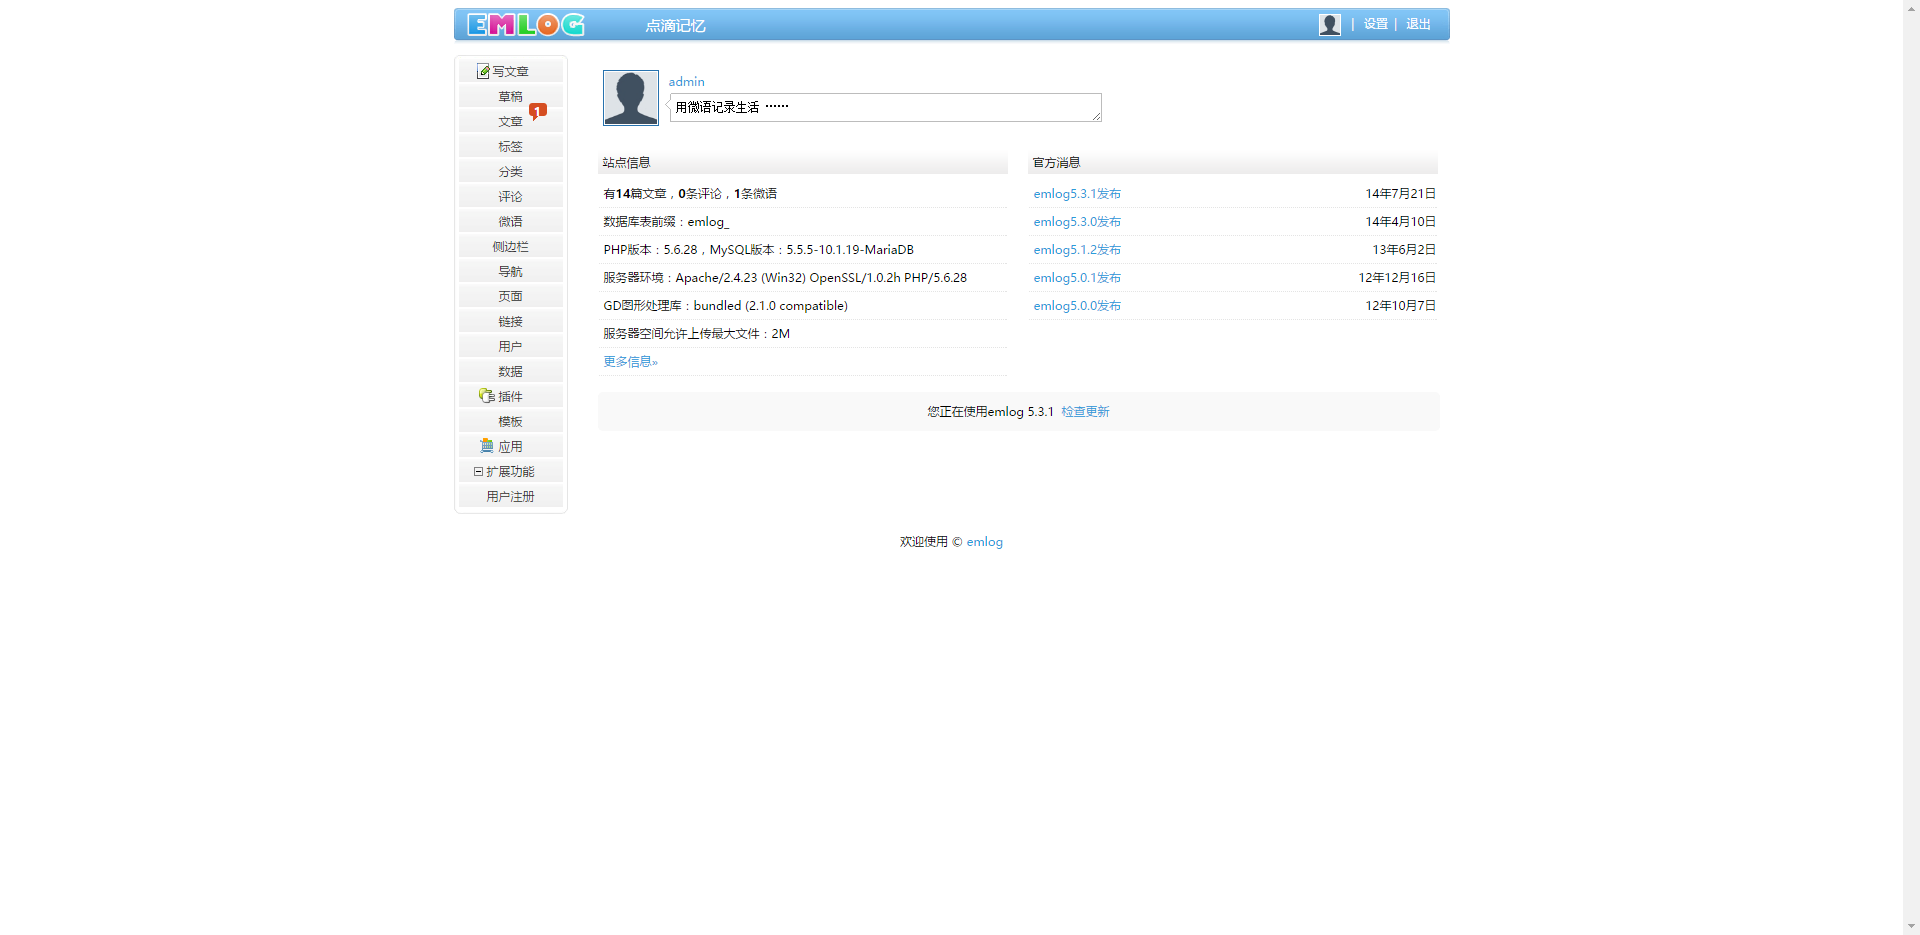 EMLOG 点滴记忆 | 设置 | 退出
写文章
草稿
1
文章
标签
分类
评论
微语
侧边栏
导航
页面
链接
用户
数据
插件
模板
应用
扩展功能
用户注册
admin
用微语记录生活 ……
站点信息
有14篇文章，0条评论，1条微语
数据库表前缀：emlog_
PHP版本：5.6.28，MySQL版本：5.5.5-10.1.19-MariaDB
服务器环境：Apache/2.4.23 (Win32) OpenSSL/1.0.2h PHP/5.6.28
GD图形处理库：bundled (2.1.0 compatible)
服务器空间允许上传最大文件：2M
更多信息»
官方消息
emlog5.3.1发布 14年7月21日
emlog5.3.0发布 14年4月10日
emlog5.1.2发布 13年6月2日
emlog5.0.1发布 12年12月16日
emlog5.0.0发布 12年10月7日
您正在使用emlog 5.3.1 检查更新
欢迎使用 © emlog